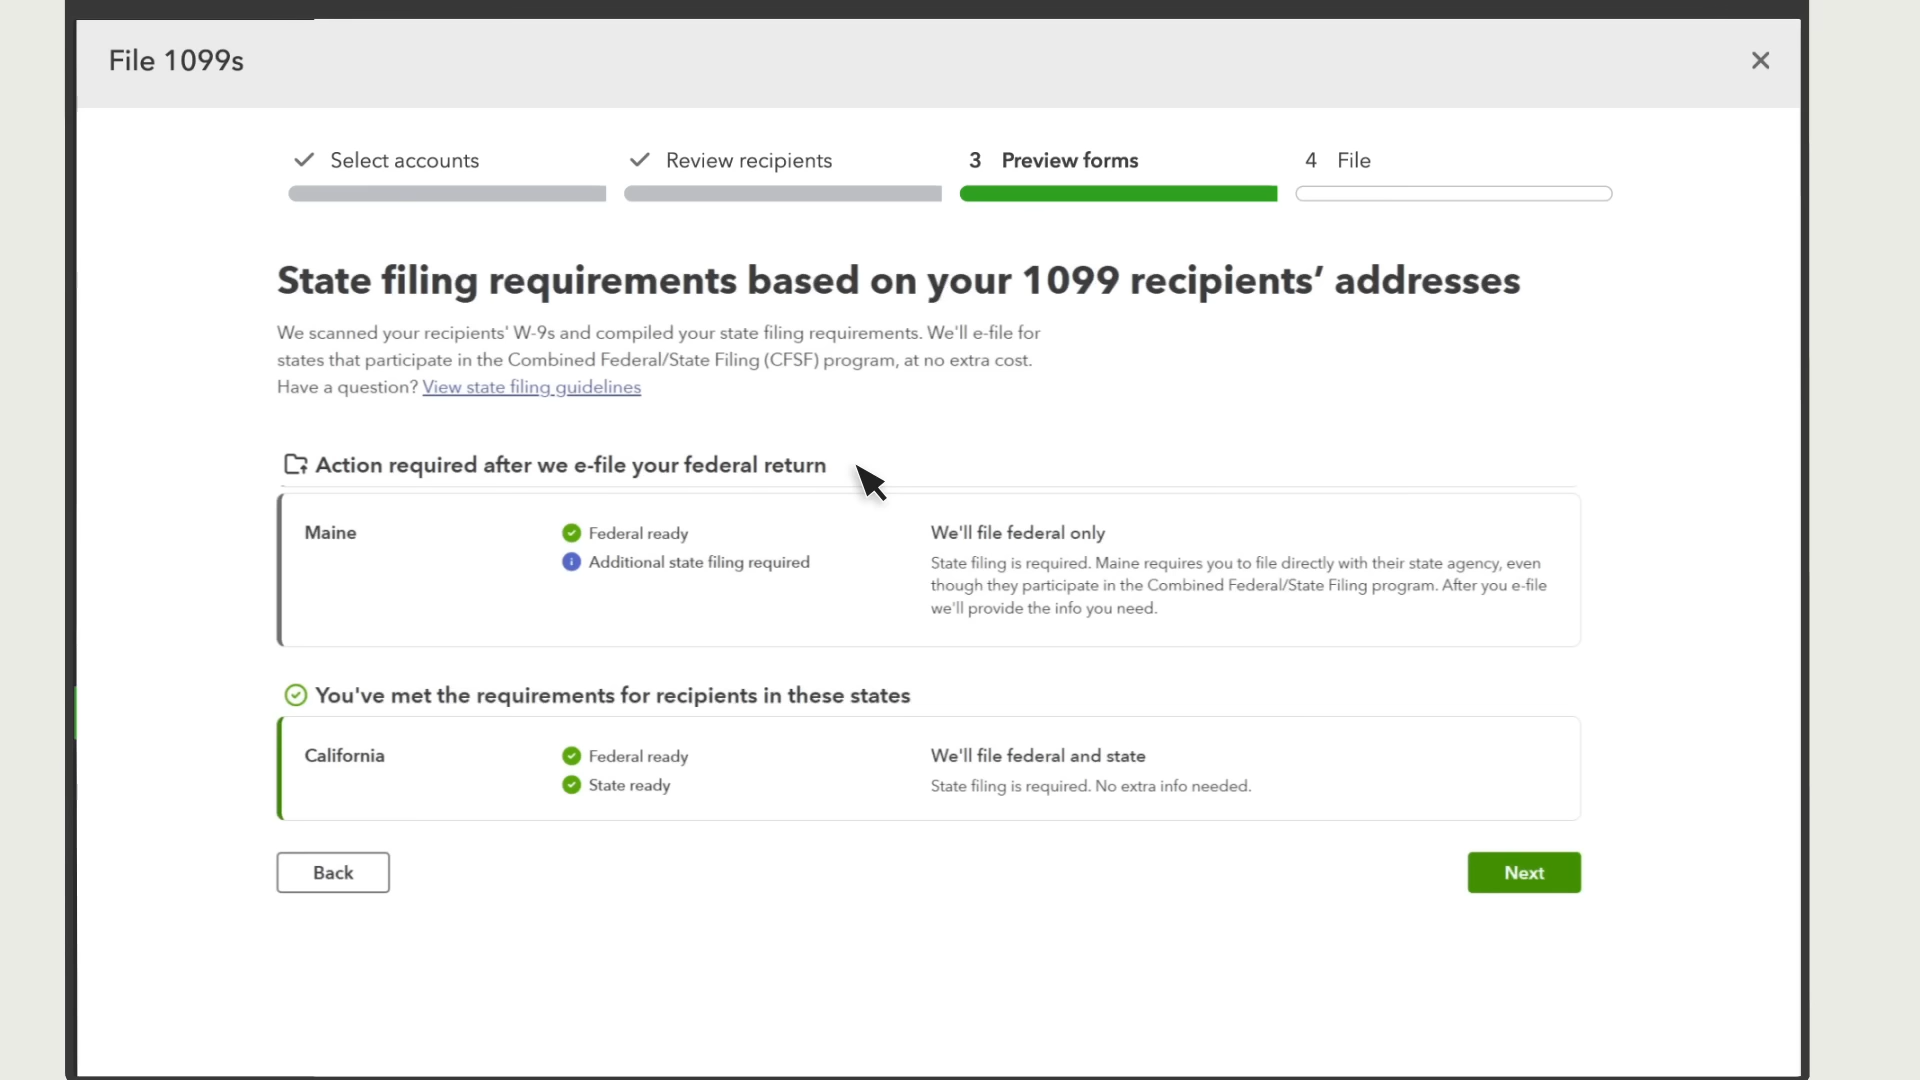 File 1099s
Select accounts
Review recipients
3 Preview forms
4 File
State filing requirements based on your 1099 recipients’ addresses
We scanned your recipients' W-9s and compiled your state filing requirements. We'll e-file for
states that participate in the Combined Federal/State Filing (CFSF) program, at no extra cost.
Have a question? View state filing guidelines
Action required after we e-file your federal return
Maine
Federal ready
Additional state filing required
We'll file federal only
State filing is required. Maine requires you to file directly with their state agency, even
though they participate in the Combined Federal/State Filing program. After you e-file
we'll provide the info you need.
You've met the requirements for recipients in these states
California
Federal ready
State ready
We'll file federal and state
State filing is required. No extra info needed.
Back
Next